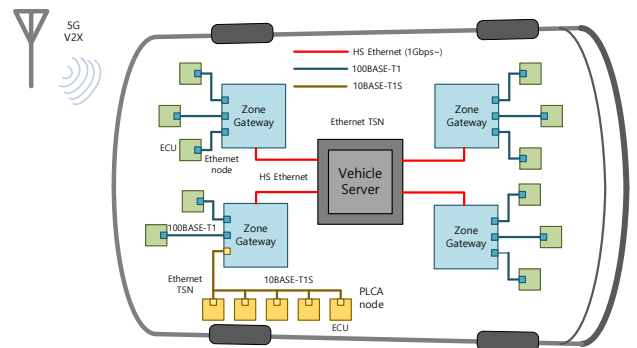 5G
V2X
HS Ethernet (1Gbps~)
100BASE-T1
10BASE-T1S
Zone
Gateway
Zone
Gateway
Ethernet TSN
ECU
Ethernet
node
HS Ethernet
Vehicle
Server
100BASE-T1
Zone
Gateway
Zone
Gateway
Ethernet
TSN
10BASE-T1S
PLCA
node
ECU